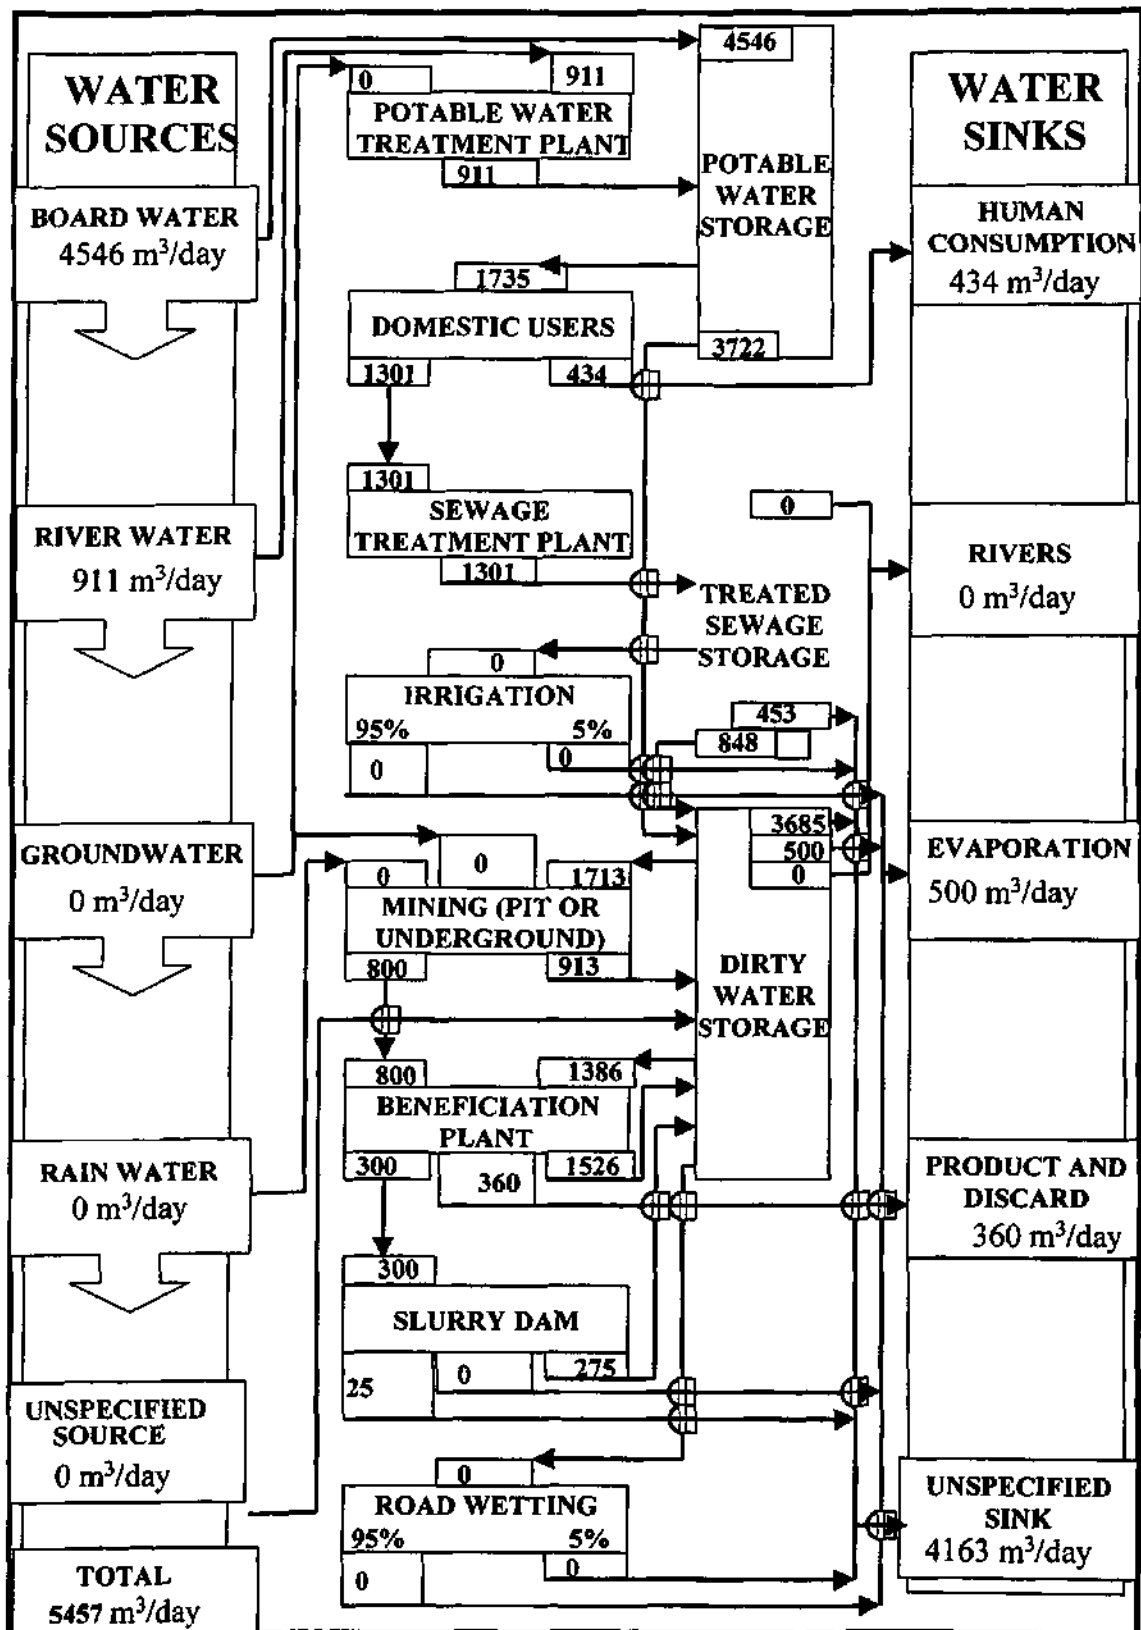 WATER
SOURCES
BOARD WATER
4546 m³/day
RIVER WATER
911 m³/day
GROUNDWATER
0 m³/day
RAIN WATER
0 m³/day
UNSPECIFIED
SOURCE
0 m³/day
TOTAL
5457 m³/day
0
911
POTABLE WATER
TREATMENT PLANT
911
1735
DOMESTIC USERS
1301
434
1301
SEWAGE
TREATMENT PLANT
1301
0
IRRIGATION
95%
5%
0
0
0
0
1713
MINING (PIT OR
UNDERGROUND)
800
913
800
1386
BENEFICIATION
PLANT
300
360
1526
300
SLURRY DAM
25
0
275
0
ROAD WETTING
95%
5%
0
0
4546
POTABLE
WATER
STORAGE
3722
0
TREATED
SEWAGE
STORAGE
453
848
3685
500
0
DIRTY
WATER
STORAGE
WATER
SINKS
HUMAN
CONSUMPTION
434 m³/day
RIVERS
0 m³/day
EVAPORATION
500 m³/day
PRODUCT AND
DISCARD
360 m³/day
UNSPECIFIED
SINK
4163 m³/day